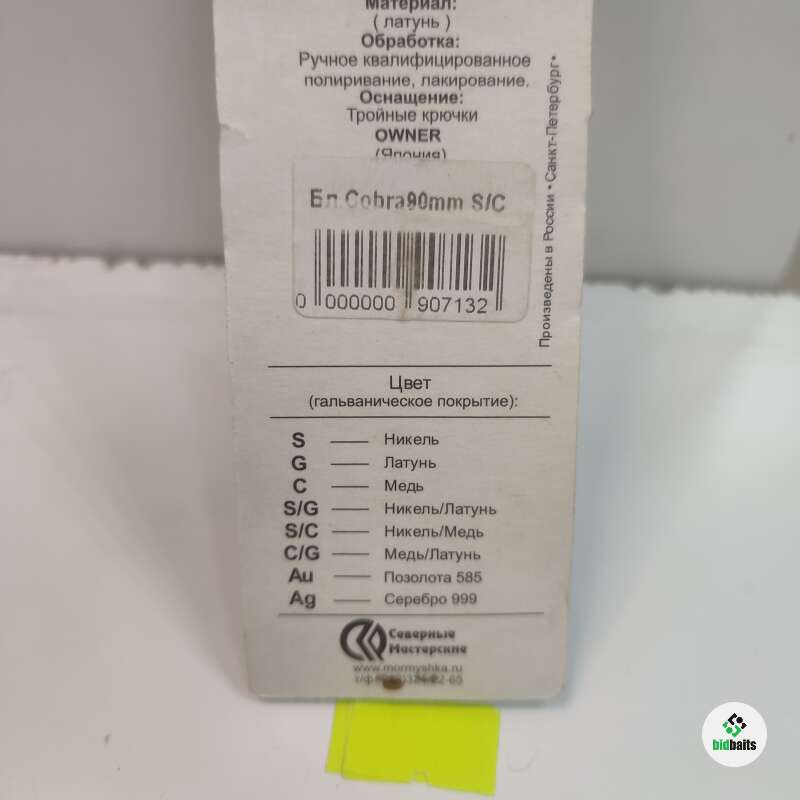 Материал:
( латунь )
Обработка:
Ручное квалифицированное
полиривание, лакирование.
Оснащение:
Тройные крючки
OWNER
(Япония)
Бл.Cobra90mm S/C
0 000000 907132
Произведены в России • Санкт-Петербург•
Цвет
(гальваническое покрытие):
S — Никель
G — Латунь
C — Медь
S/G — Никель/Латунь
S/C — Никель/Медь
C/G — Медь/Латунь
Au — Позолота 585
Ag — Серебро 999
Северные
Мастерские
www.mormyshka.ru
bidbaits